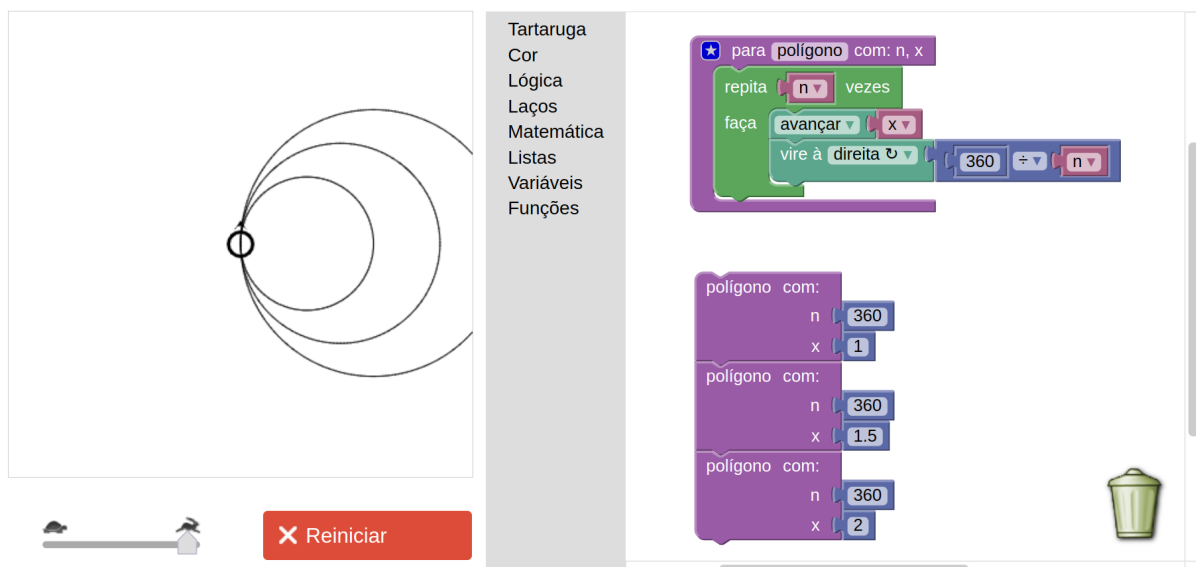 Tartaruga
Cor
Lógica
Laços
Matemática
Listas
Variáveis
Funções
para polígono com: n, x
repita n vezes
faça avançar x
vire à direita ↻ 360 ÷ n
polígono com:
n 360
x 1
polígono com:
n 360
x 1.5
polígono com:
n 360
x 2
Reiniciar